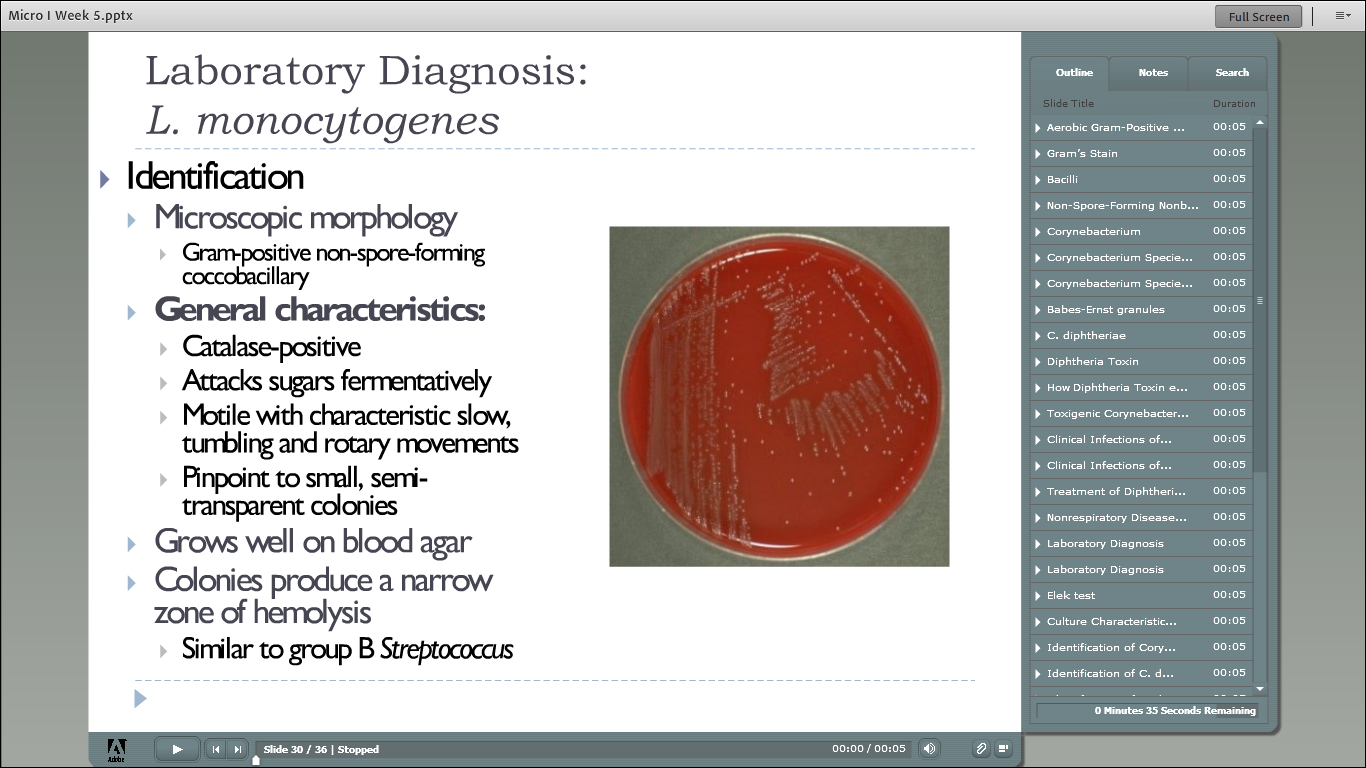 Micro I Week 5.pptx
Full Screen
Laboratory Diagnosis:
L. monocytogenes
Identification
Microscopic morphology
Gram-positive non-spore-forming
coccobacillary
General characteristics:
Catalase-positive
Attacks sugars fermentatively
Motile with characteristic slow,
tumbling and rotary movements
Pinpoint to small, semi-
transparent colonies
Grows well on blood agar
Colonies produce a narrow
zone of hemolysis
Similar to group B Streptococcus
Outline Notes Search
Slide Title Duration
Aerobic Gram-Positive ... 00:05
Gram's Stain 00:05
Bacilli 00:05
Non-Spore-Forming Nonb... 00:05
Corynebacterium 00:05
Corynebacterium Specie... 00:05
Corynebacterium Specie... 00:05
Babes-Ernst granules 00:05
C. diphtheriae 00:05
Diphtheria Toxin 00:05
How Diphtheria Toxin e... 00:05
Toxigenic Corynebacter... 00:05
Clinical Infections of... 00:05
Clinical Infections of... 00:05
Treatment of Diphtheri... 00:05
Nonrespiratory Disease... 00:05
Laboratory Diagnosis 00:05
Laboratory Diagnosis 00:05
Elek test 00:05
Culture Characteristic... 00:05
Identification of Cory... 00:05
Identification of C. d... 00:05
0 Minutes 35 Seconds Remaining
Adobe
Slide 30 / 36 | Stopped
00:00 / 00:05